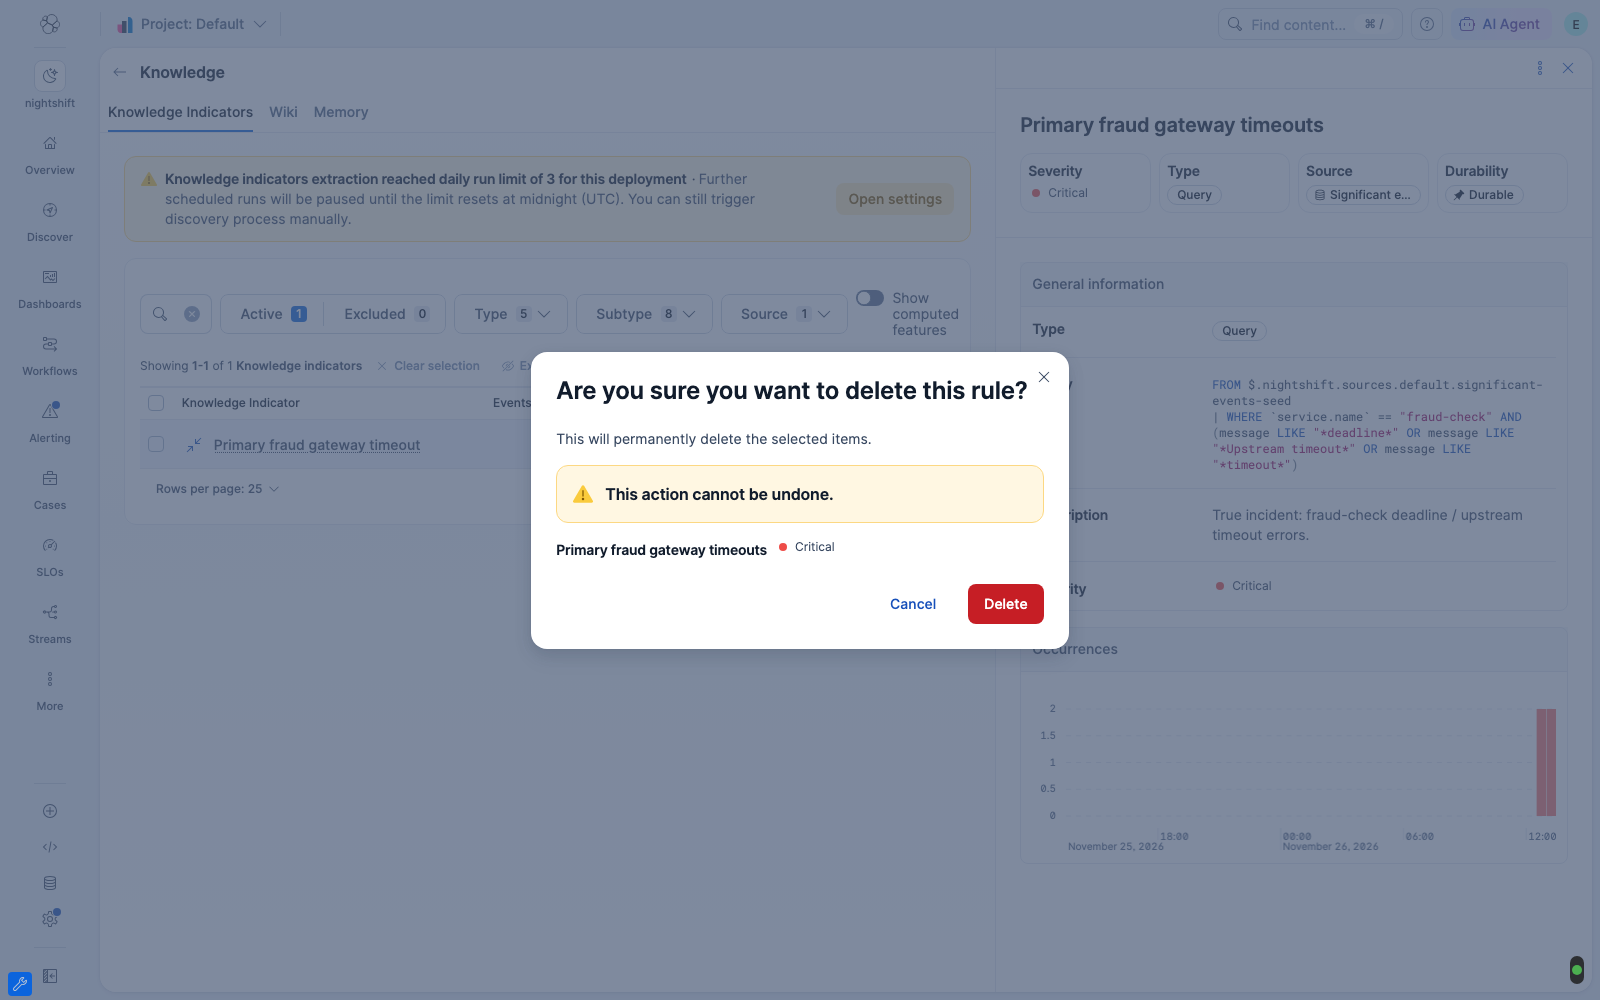 Project: Default
Find content...
⌘ /
AI Agent
E
nightshift
Overview
Discover
Dashboards
Workflows
Alerting
Cases
SLOs
Streams
More
Knowledge
Knowledge Indicators
Wiki
Memory
Knowledge indicators extraction reached daily run limit of 3 for this deployment · Further
scheduled runs will be paused until the limit resets at midnight (UTC). You can still trigger
discovery process manually.
Open settings
Active 1
Excluded 0
Type 5
Subtype 8
Source 1
Show
computed
features
Showing 1-1 of 1 Knowledge indicators
Clear selection
Knowledge Indicator
Events
Primary fraud gateway timeout
Rows per page: 25
Are you sure you want to delete this rule?
This will permanently delete the selected items.
This action cannot be undone.
Primary fraud gateway timeouts
Critical
Cancel
Delete
Primary fraud gateway timeouts
Severity
Critical
Type
Query
Source
Significant e...
Durability
Durable
General information
Type
Query
FROM $.nightshift.sources.default.significant-
events-seed
| WHERE `service.name` == "fraud-check" AND
(message LIKE "*deadline*" OR message LIKE
"*Upstream timeout*" OR message LIKE
"*timeout*")
ription
True incident: fraud-check deadline / upstream
timeout errors.
rity
Critical
Occurrences
2
1.5
1
0.5
0
18:00
00:00
06:00
12:00
November 25, 2026
November 26, 2026